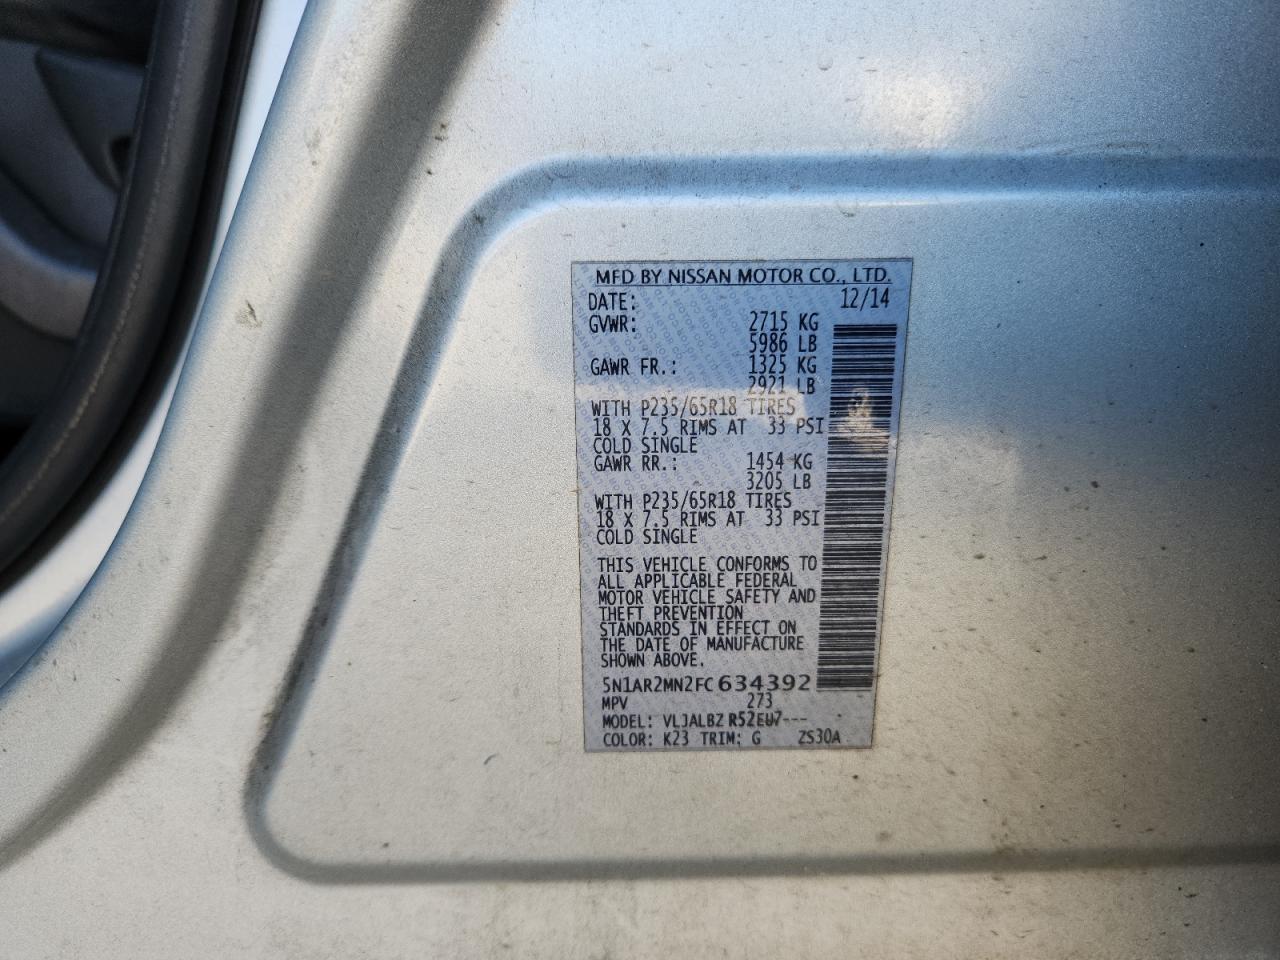 MFD BY NISSAN MOTOR CO., LTD.
DATE: 12/14
GVWR: 2715 KG
5986 LB
GAWR FR.: 1325 KG
2921 LB
WITH P235/65R18 TIRES
18 X 7.5 RIMS AT 33 PSI
COLD SINGLE
GAWR RR.: 1454 KG
3205 LB
WITH P235/65R18 TIRES
18 X 7.5 RIMS AT 33 PSI
COLD SINGLE
THIS VEHICLE CONFORMS TO
ALL APPLICABLE FEDERAL
MOTOR VEHICLE SAFETY AND
THEFT PREVENTION
STANDARDS IN EFFECT ON
THE DATE OF MANUFACTURE
SHOWN ABOVE.
5N1AR2MN2FC634392
MPV 273
MODEL: VLJALBZ R52EU7---
COLOR: K23 TRIM: G ZS30A